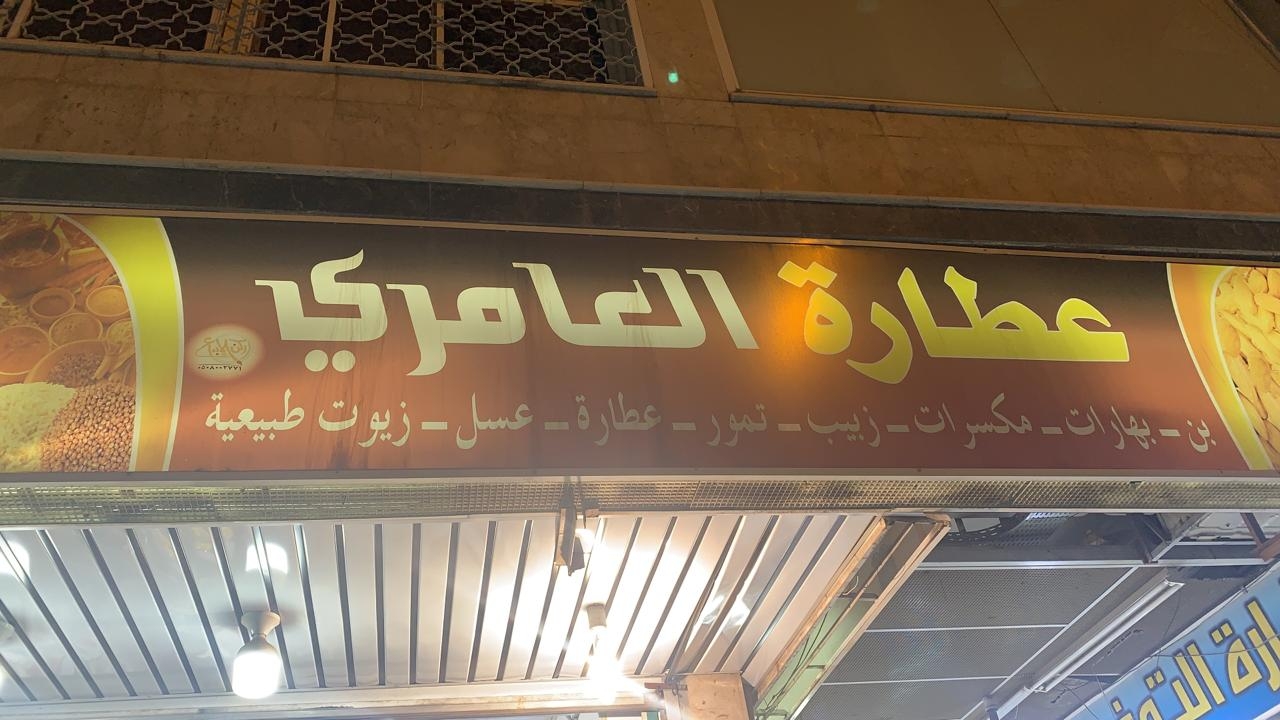 عطارة العامري
بن ـ بهارات ـ مكسرات ـ زبيب ـ تمور ـ عطارة ـ عسل ـ زيوت طبيعية